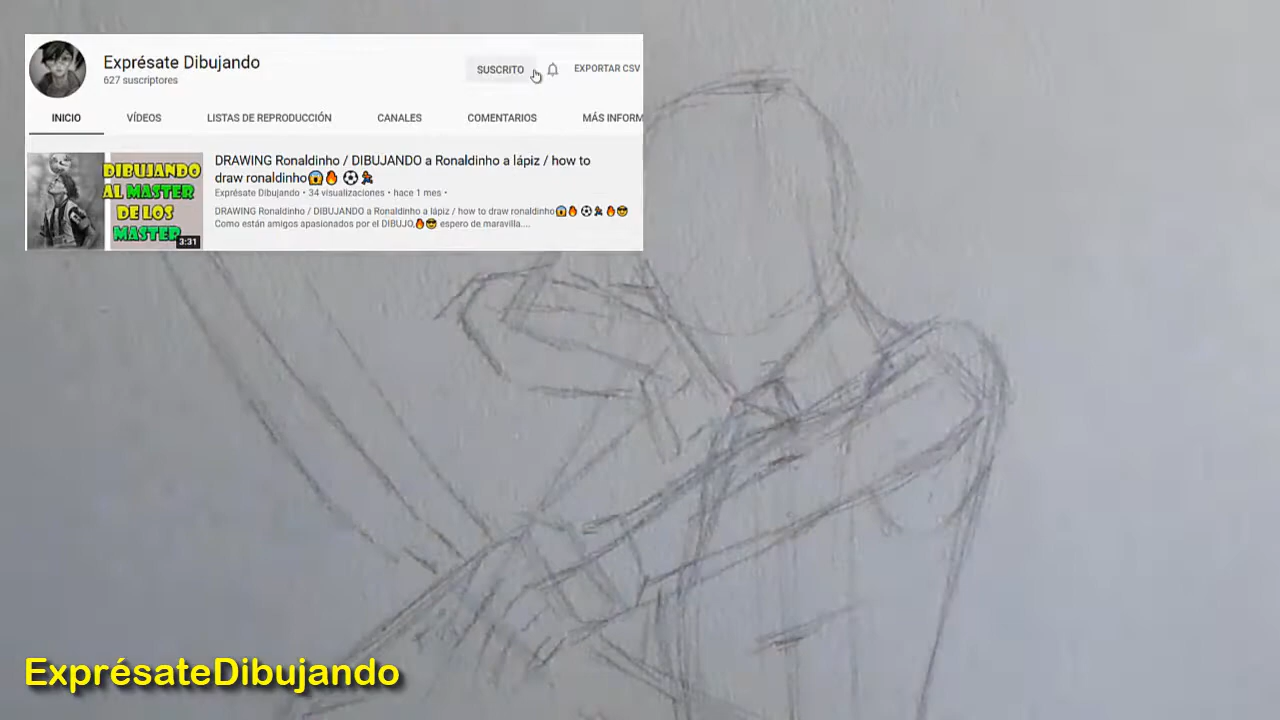 Exprésate Dibujando
627 suscriptores
SUSCRITO
EXPORTAR CSV
INICIO
VÍDEOS
LISTAS DE REPRODUCCIÓN
CANALES
COMENTARIOS
MÁS INFORM
DIBUJANDO
AL MASTER
DE LOS
MASTER
3:31
DRAWING Ronaldinho / DIBUJANDO a Ronaldinho a lápiz / how to
draw ronaldinho😱🔥 ⚽🏃
Exprésate Dibujando • 34 visualizaciones • hace 1 mes •
DRAWING Ronaldinho / DIBUJANDO a Ronaldinho a lápiz / how to draw ronaldinho😱🔥 ⚽🏃 🔥😎
Como están amigos apasionados por el DIBUJO,🔥😎 espero de maravilla....
ExprésateDibujando